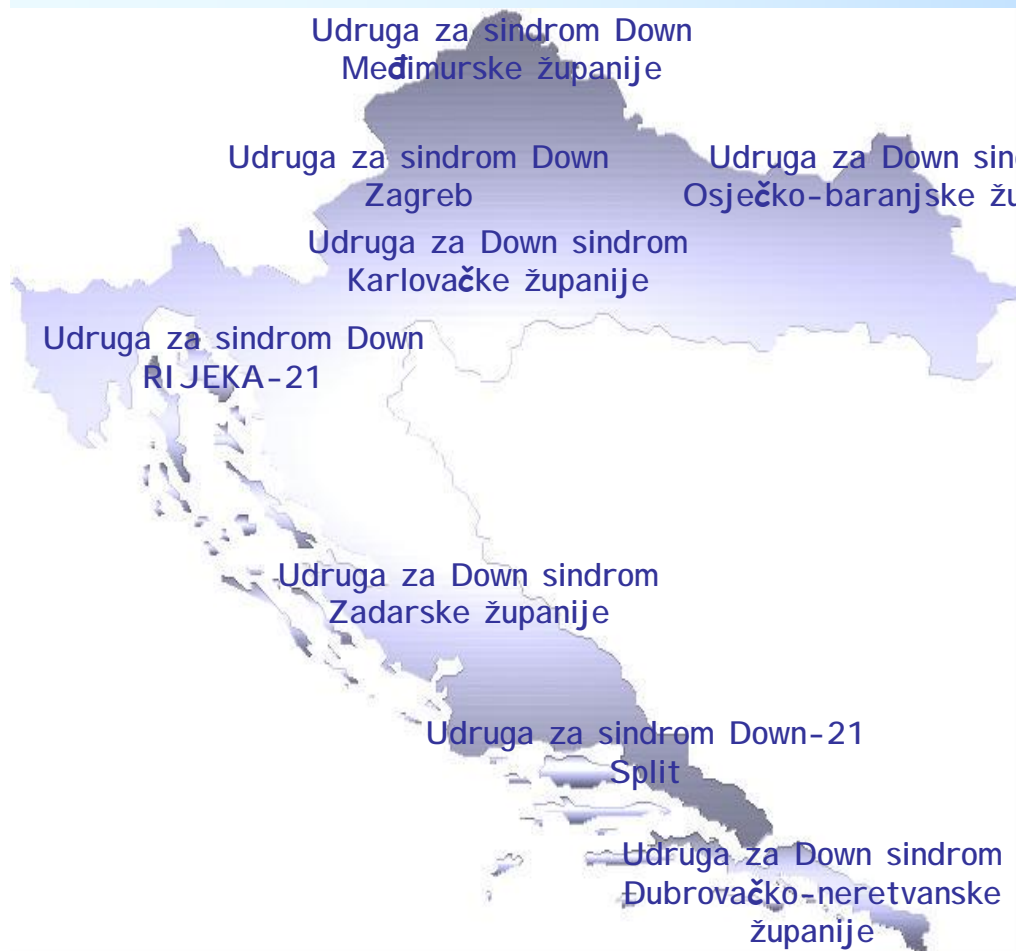 Udruga za sindrom Down
Međimurske županije
Udruga za sindrom Down
Zagreb
Udruga za Down
Osječko-baranjske
Udruga za Down sindrom
Karlovačke županije
Udruga za sindrom Down
RIJEKA-21
Udruga za Down sindrom
Zadarske županije
Udruga za sindrom Down-21
Split
Udruga za Down sindrom
Dubrovačko-neretvanske
županije